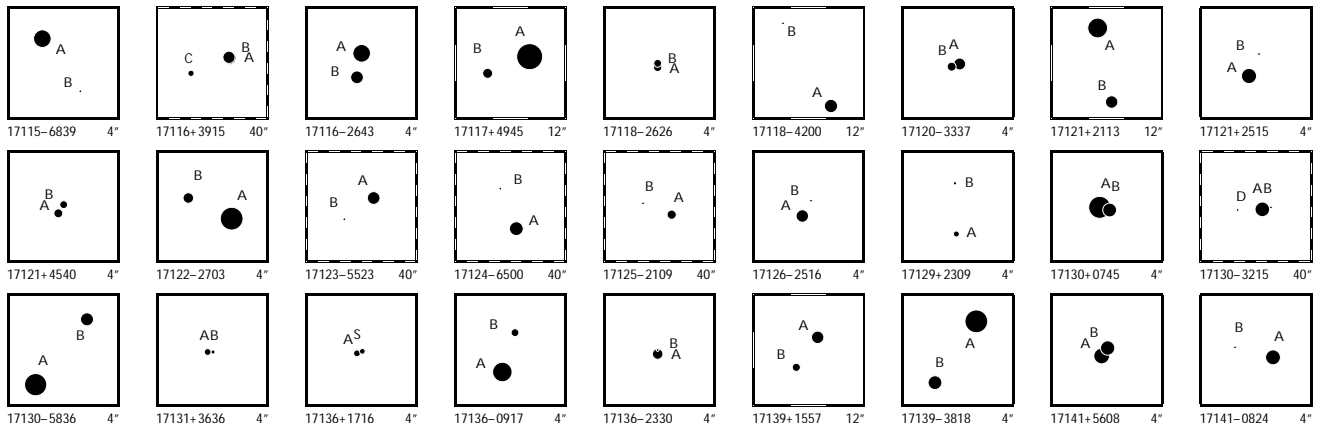 A
B
17115−6839 4″
C
B
A
17116+3915 40″
A
B
17116−2643 4″
A
B
17117+4945 12″
B
A
17118−2626 4″
B
A
17118−4200 12″
B
A
17120−3337 4″
A
B
17121+2113 12″
B
A
17121+2515 4″
B
A
17121+4540 4″
B
A
17122−2703 4″
A
B
17123−5523 40″
B
A
17124−6500 40″
B
A
17125−2109 40″
B
A
17126−2516 4″
B
A
17129+2309 4″
AB
17130+0745 4″
D
AB
17130−3215 40″
B
A
17130−5836 4″
AB
17131+3636 4″
A
S
17136+1716 4″
B
A
17136−0917 4″
B
A
17136−2330 4″
A
B
17139+1557 12″
A
B
17139−3818 4″
B
A
17141+5608 4″
B
A
17141−0824 4″